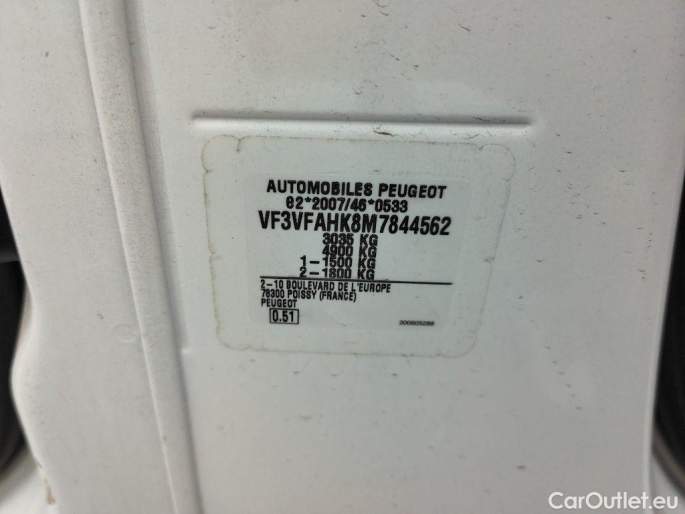 AUTOMOBILES PEUGEOT
e2*2007/46*0533
VF3VFAHK8M7844562
3035 KG
4900 KG
1-1500 KG
2-1800 KG
2-10 BOULEVARD DE L'EUROPE
78300 POISSY (FRANCE)
PEUGEOT
0.51
CarOutlet.eu